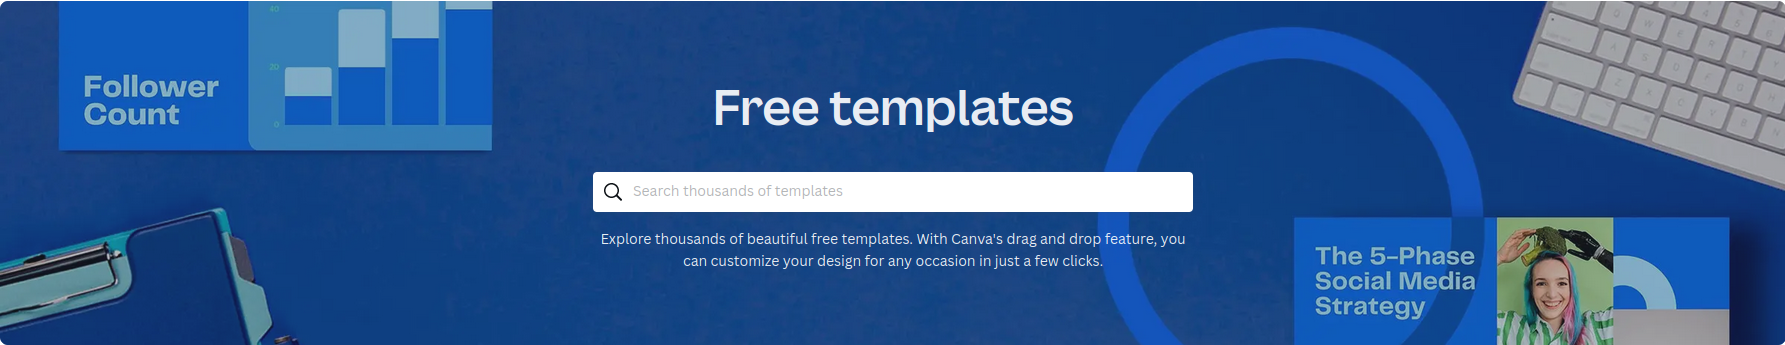 Follower
Count
40
20
0
Free templates
Search thousands of templates
Explore thousands of beautiful free templates. With Canva's drag and drop feature, you
can customize your design for any occasion in just a few clicks.
The 5-Phase
Social Media
Strategy